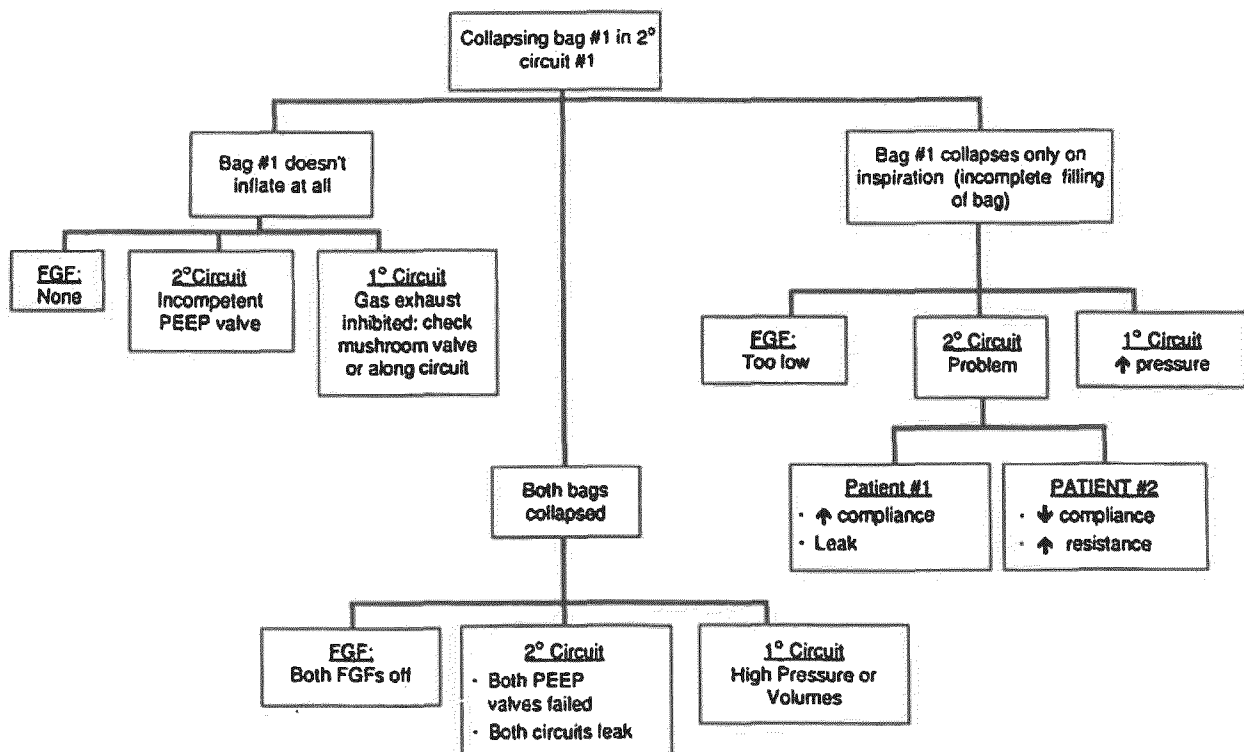 Collapsing bag #1 in 2°
circuit #1
Bag #1 doesn't
inflate at all
FGF:
None
2°Circuit
Incompetent
PEEP valve
1° Circuit
Gas exhaust
inhibited: check
mushroom valve
or along circuit
Both bags
collapsed
FGF:
Both FGFs off
2° Circuit
· Both PEEP
valves failed
· Both circuits leak
1° Circuit
High Pressure or
Volumes
Bag #1 collapses only on
inspiration (incomplete filling
of bag)
FGF:
Too low
2° Circuit
Problem
1° Circuit
↑ pressure
Patient #1
· ↑ compliance
· Leak
PATIENT #2
· ↓ compliance
· ↑ resistance